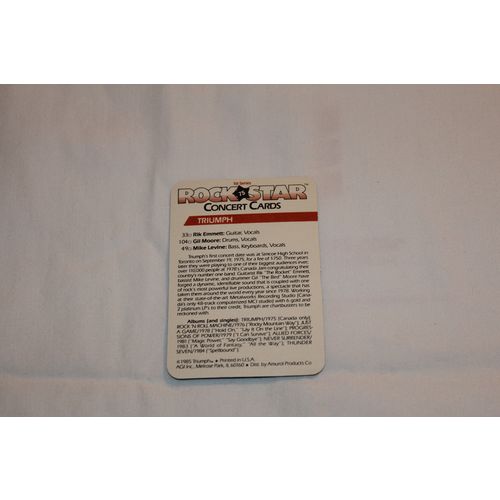 1st Series
ROCK 75 STAR™
CONCERT CARDS
TRIUMPH
33☆ Rik Emmett: Guitar, Vocals
104☆ Gil Moore: Drums, Vocals
49☆ Mike Levine: Bass, Keyboards, Vocals
Triumph's first concert date was at Simcoe High School in
Toronto on September 19, 1975, for a fee of $750. Three years
they were playing to one of their biggest audiences ever:
over 110,000 people at 1978's Canada Jam congratulating their
country's number one band. Guitarist Rik "The Rocket" Emmett,
bassist Mike Levine, and drummer Gil "The Bird" Moore have
forged a dynamic, identifiable sound that is coupled with one
of rock's most powerful live productions, a spectacle that has
taken them around the world every year since 1978. Working
at their state-of-the-art Metalworks Recording Studio (Cana-
da's only 48-track computerized MCI studio) with 6 gold and
2 platinum LP's to their credit, Triumph are chartbusters to be
reckoned with.
Albums (and singles): TRIUMPH/1975 (Canada only);
ROCK 'N ROLL MACHINE/1976 ("Rocky Mountain Way"); JUST
A GAME/1978 ("Hold On", "Lay It On the Line"); PROGRES-
SIONS OF POWER/1979 ("I Can Survive"); ALLIED FORCES/
1981 ("Magic Power", "Say Goodbye"); NEVER SURRENDER/
1983 ("A World of Fantasy," "All the Way"); THUNDER
SEVEN/1984 ("Spellbound").
©1985 Triumph™ • Printed in U.S.A.
AGI Inc., Melrose Park, IL 60160 • Dist. by Amurol Products Co